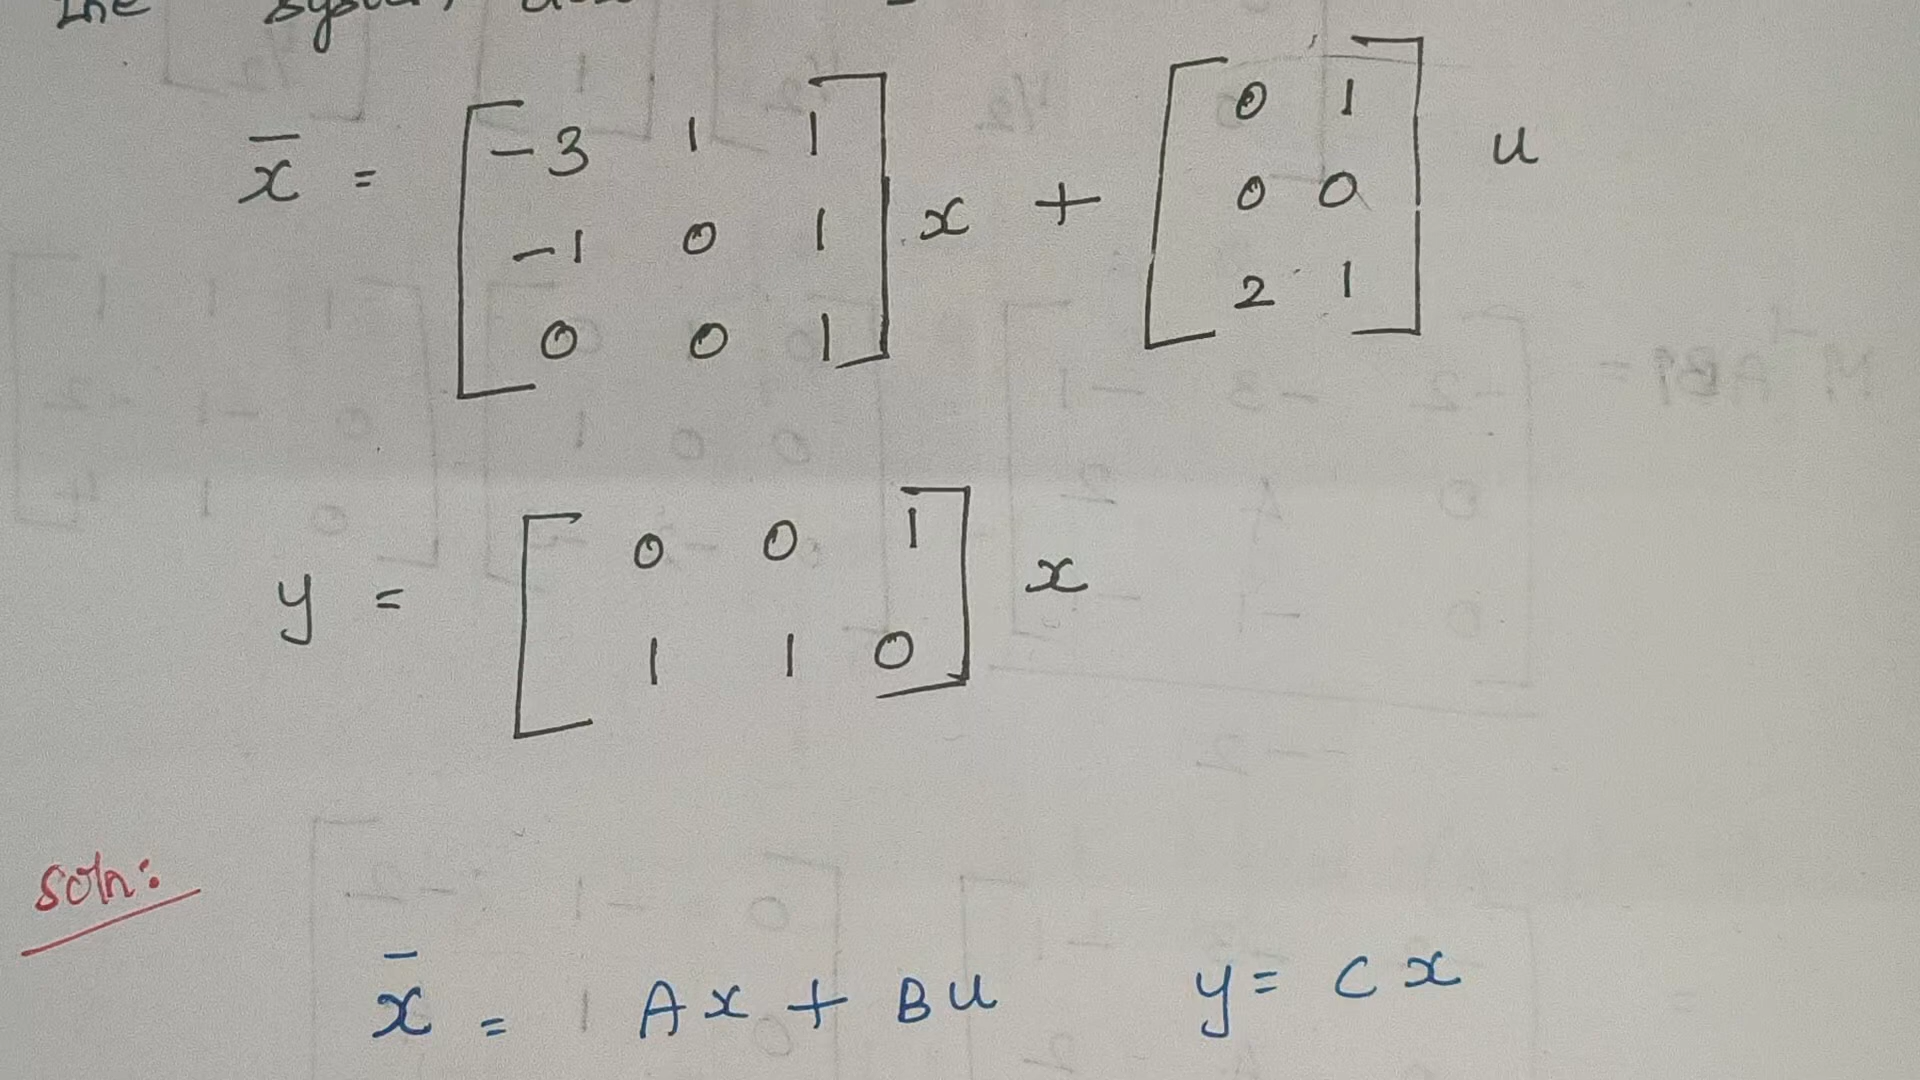 The
x̄ = [ -3 1 1 ; -1 0 1 ; 0 0 1 ] x + [ 0 1 ; 0 0 ; 2 1 ] u
y = [ 0 0 1 ; 1 1 0 ] x
soln:
x̄ = Ax + Bu y = Cx